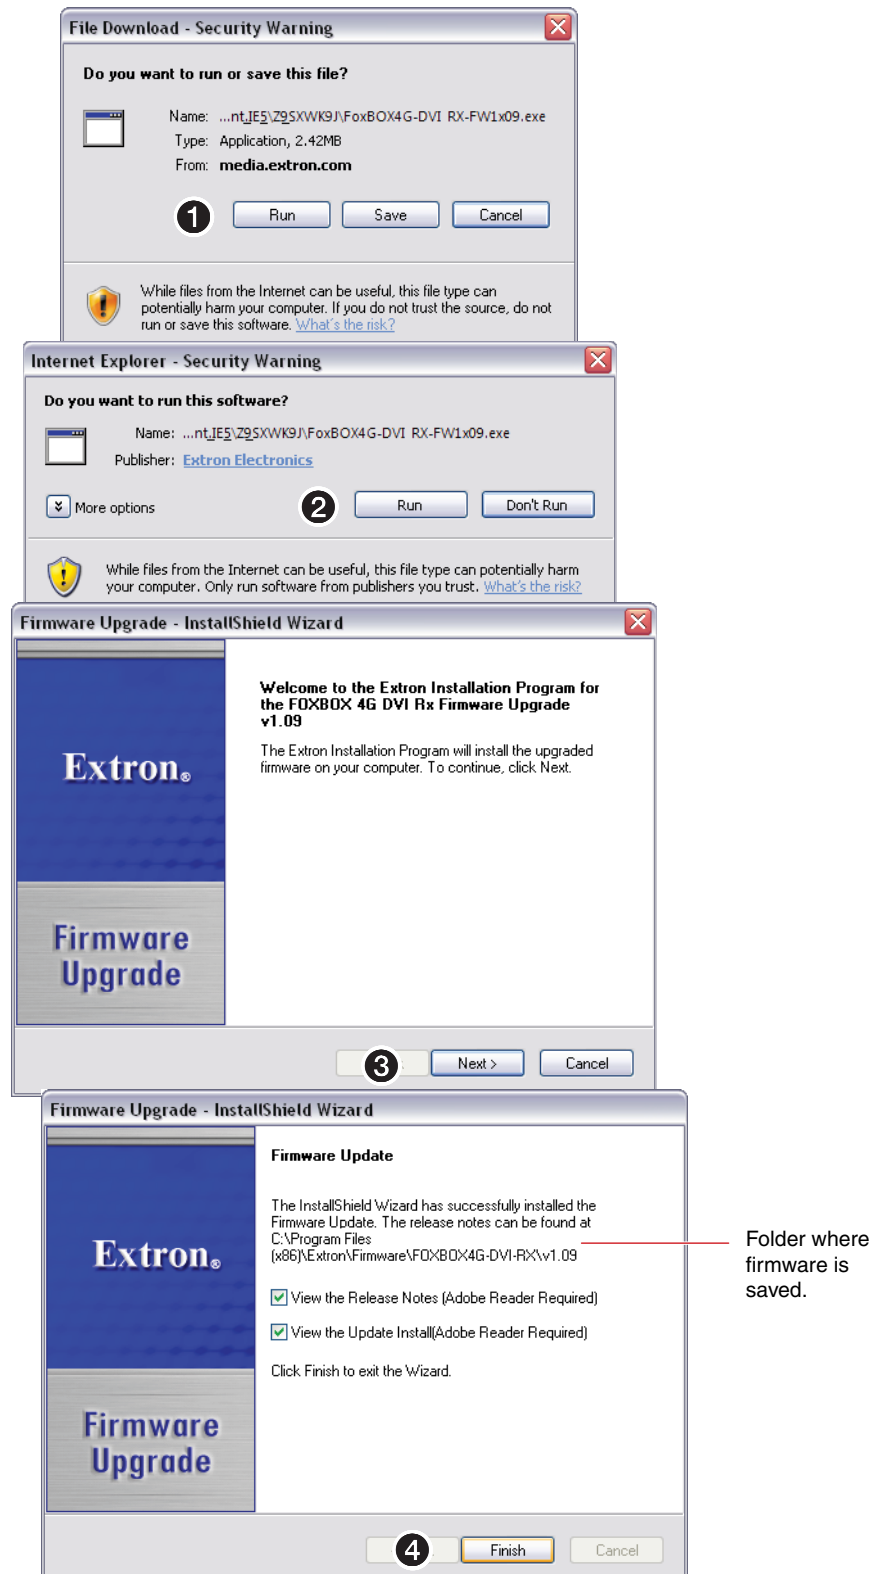 File Download - Security Warning
Do you want to run or save this file?
Name: ...nt.IE5\Z9SXWK9J\FoxBOX4G-DVI RX-FW1x09.exe
Type: Application, 2.42MB
From: media.extron.com
1 Run Save Cancel
While files from the Internet can be useful, this file type can
potentially harm your computer. If you do not trust the source, do not
run or save this software. What's the risk?
Internet Explorer - Security Warning
Do you want to run this software?
Name: ...nt.IE5\Z9SXWK9J\FoxBOX4G-DVI RX-FW1x09.exe
Publisher: Extron Electronics
More options 2 Run Don't Run
While files from the Internet can be useful, this file type can potentially harm
your computer. Only run software from publishers you trust. What's the risk?
Firmware Upgrade - InstallShield Wizard
Welcome to the Extron Installation Program for
the FOXBOX 4G DVI Rx Firmware Upgrade
v1.09
The Extron Installation Program will install the upgraded
firmware on your computer. To continue, click Next.
Extron®
Firmware
Upgrade
3 Next > Cancel
Firmware Upgrade - InstallShield Wizard
Firmware Update
The InstallShield Wizard has successfully installed the
Firmware Update. The release notes can be found at
C:\Program Files
(x86)\Extron\Firmware\FOXBOX4G-DVI-RX\v1.09
Folder where
firmware is
saved.
Extron®
View the Release Notes (Adobe Reader Required)
View the Update Install(Adobe Reader Required)
Click Finish to exit the Wizard.
Firmware
Upgrade
4 Finish Cancel